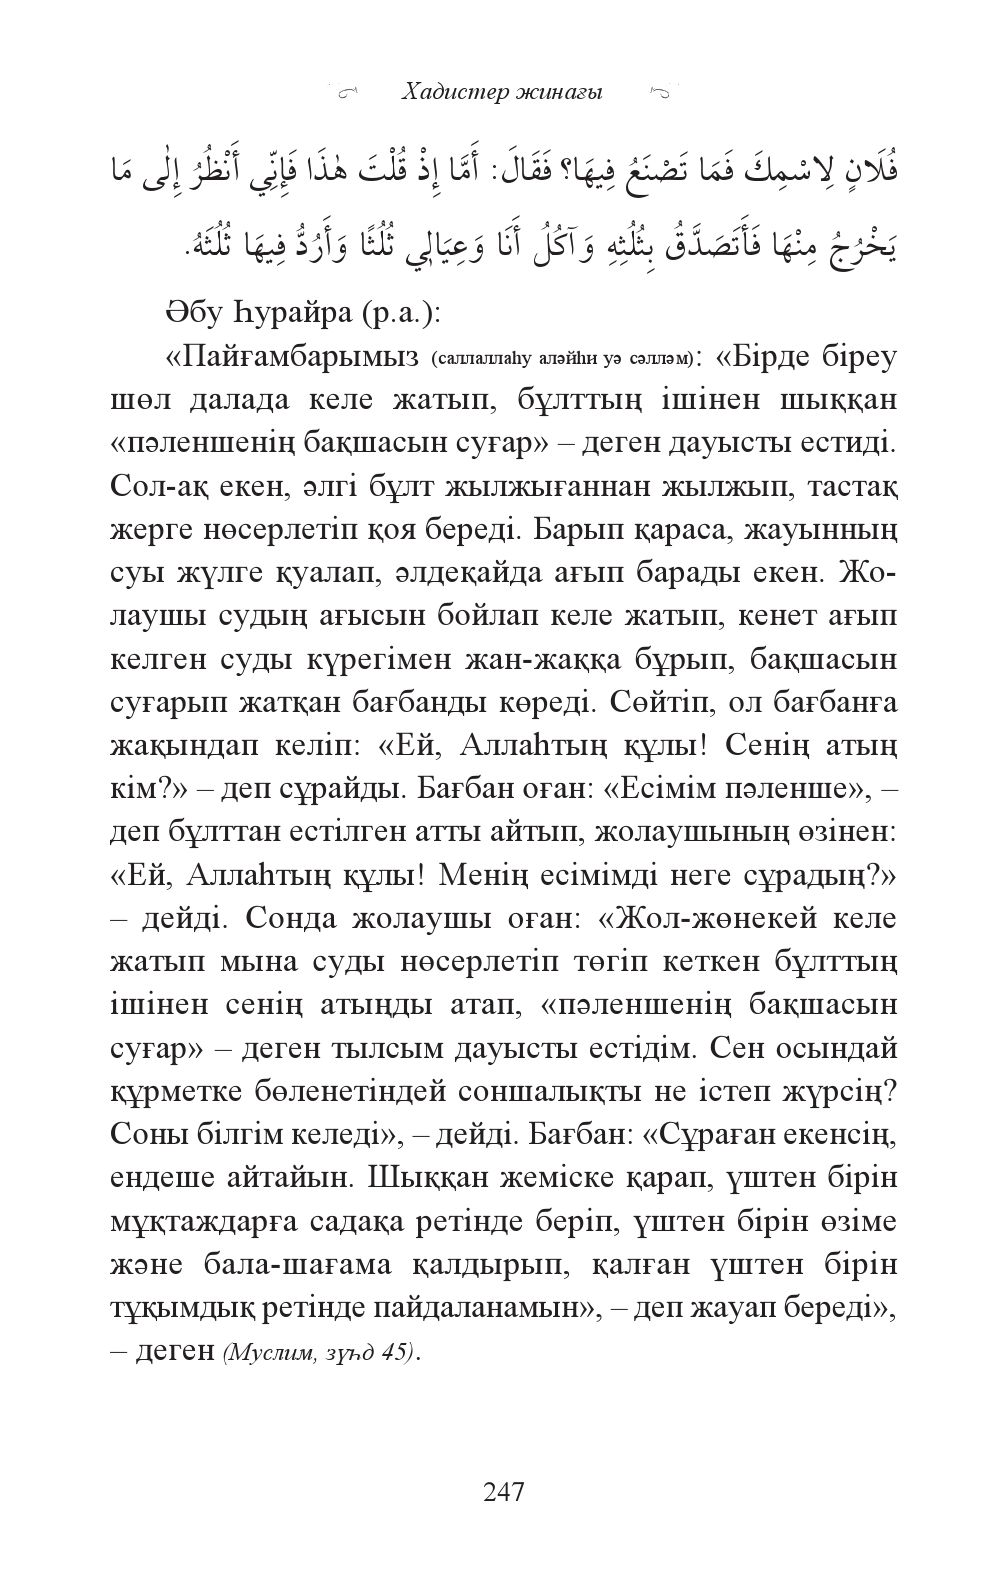 Хадистер жинағы
فُلَانٍ لِاسْمِكَ فَمَا تَصْنَعُ فِيهَا؟ فَقَالَ: أَمَّا إِذْ قُلْتَ هٰذَا فَإِنِّي أَنْظُرُ إِلٰى مَا
يَخْرُجُ مِنْهَا فَأَتَصَدَّقُ بِثُلُثِهِ وَآكُلُ أَنَا وَعِيَالِي ثُلُثًا وَأَرُدُّ فِيهَا ثُلُثَهُ.
Әбу Һурайра (р.а.):
«Пайғамбарымыз (саллаллаһу аләйһи уә сәлләм): «Бірде біреу
шөл далада келе жатып, бұлттың ішінен шыққан
«пәленшенің бақшасын суғар» – деген дауысты естиді.
Сол-ақ екен, әлгі бұлт жылжығаннан жылжып, тастақ
жерге нөсерлетіп қоя береді. Барып қараса, жауынның
суы жүлге қуалап, әлдеқайда ағып барады екен. Жо-
лаушы судың ағысын бойлап келе жатып, кенет ағып
келген суды күрегімен жан-жаққа бұрып, бақшасын
суғарып жатқан бағбанды көреді. Сөйтіп, ол бағбанға
жақындап келіп: «Ей, Аллаһтың құлы! Сенің атың
кім?» – деп сұрайды. Бағбан оған: «Есімім пәленше», –
деп бұлттан естілген атты айтып, жолаушының өзінен:
«Ей, Аллаһтың құлы! Менің есімімді неге сұрадың?»
– дейді. Сонда жолаушы оған: «Жол-жөнекей келе
жатып мына суды нөсерлетіп төгіп кеткен бұлттың
ішінен сенің атыңды атап, «пәленшенің бақшасын
суғар» – деген тылсым дауысты естідім. Сен осындай
құрметке бөленетіндей соншалықты не істеп жүрсің?
Соны білгім келеді», – дейді. Бағбан: «Сұраған екенсің,
ендеше айтайын. Шыққан жеміске қарап, үштен бірін
мұқтаждарға садақа ретінде беріп, үштен бірін өзіме
және бала-шағама қалдырып, қалған үштен бірін
тұқымдық ретінде пайдаланамын», – деп жауап береді»,
– деген (Муслим, зүһд 45).
247